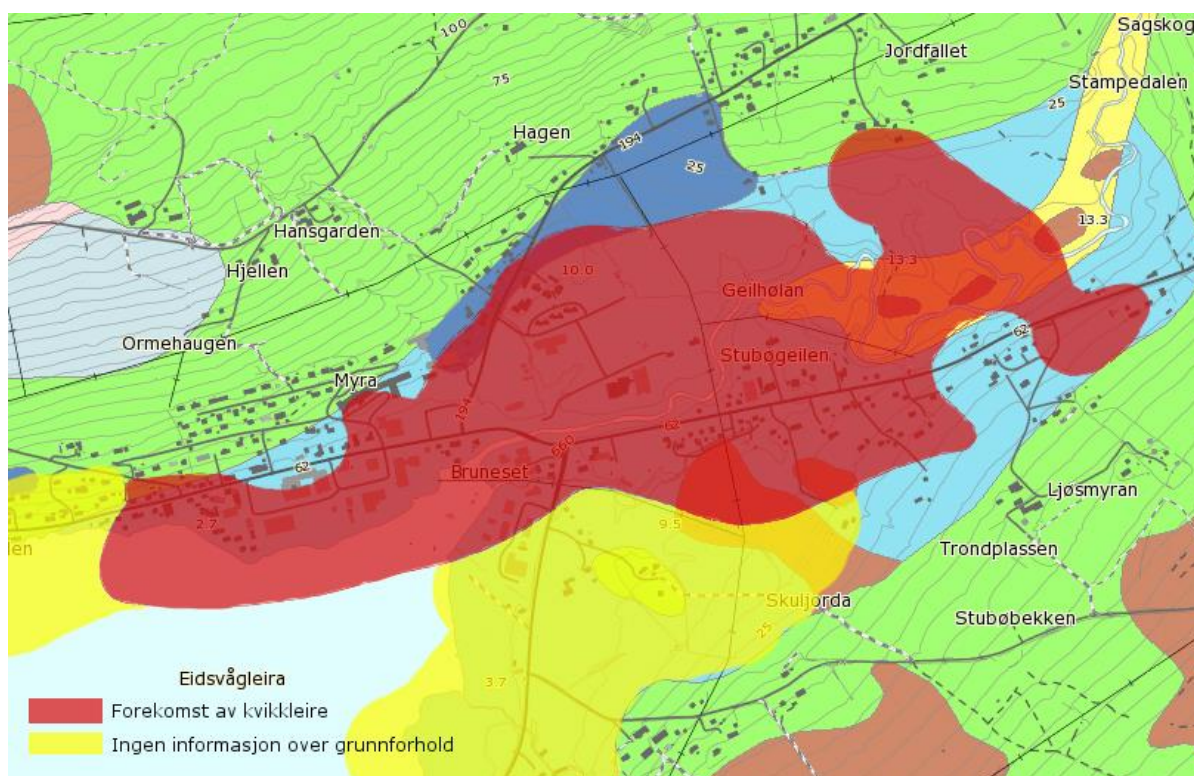 Sagskog
Jordfallet
Stampedalen
100
75
25
Hagen
194
25
13.3
Hansgarden
13.3
10.0
Hjellen
Geilhølan
62
Ormehaugen
Stubøgeilen
Myra
194
62
660
62
Bruneset
Ljøsmyran
2.7
9.5
len
Trondplassen
Skuljorda
Stubøbekken
25
3.7
Eidsvågleira
Forekomst av kvikkleire
Ingen informasjon over grunnforhold